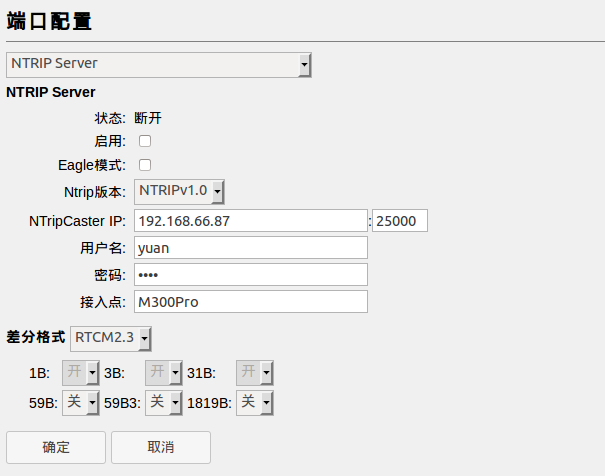 端口配置
NTRIP Server
NTRIP Server
状态: 断开
启用:
Eagle模式:
Ntrip版本: NTRIPv1.0
NTripCaster IP: 192.168.66.87 : 25000
用户名: yuan
密码: ••••
接入点: M300Pro
差分格式 RTCM2.3
1B: 开 3B: 开 31B: 开
59B: 关 59B3: 关 1819B: 关
确定 取消